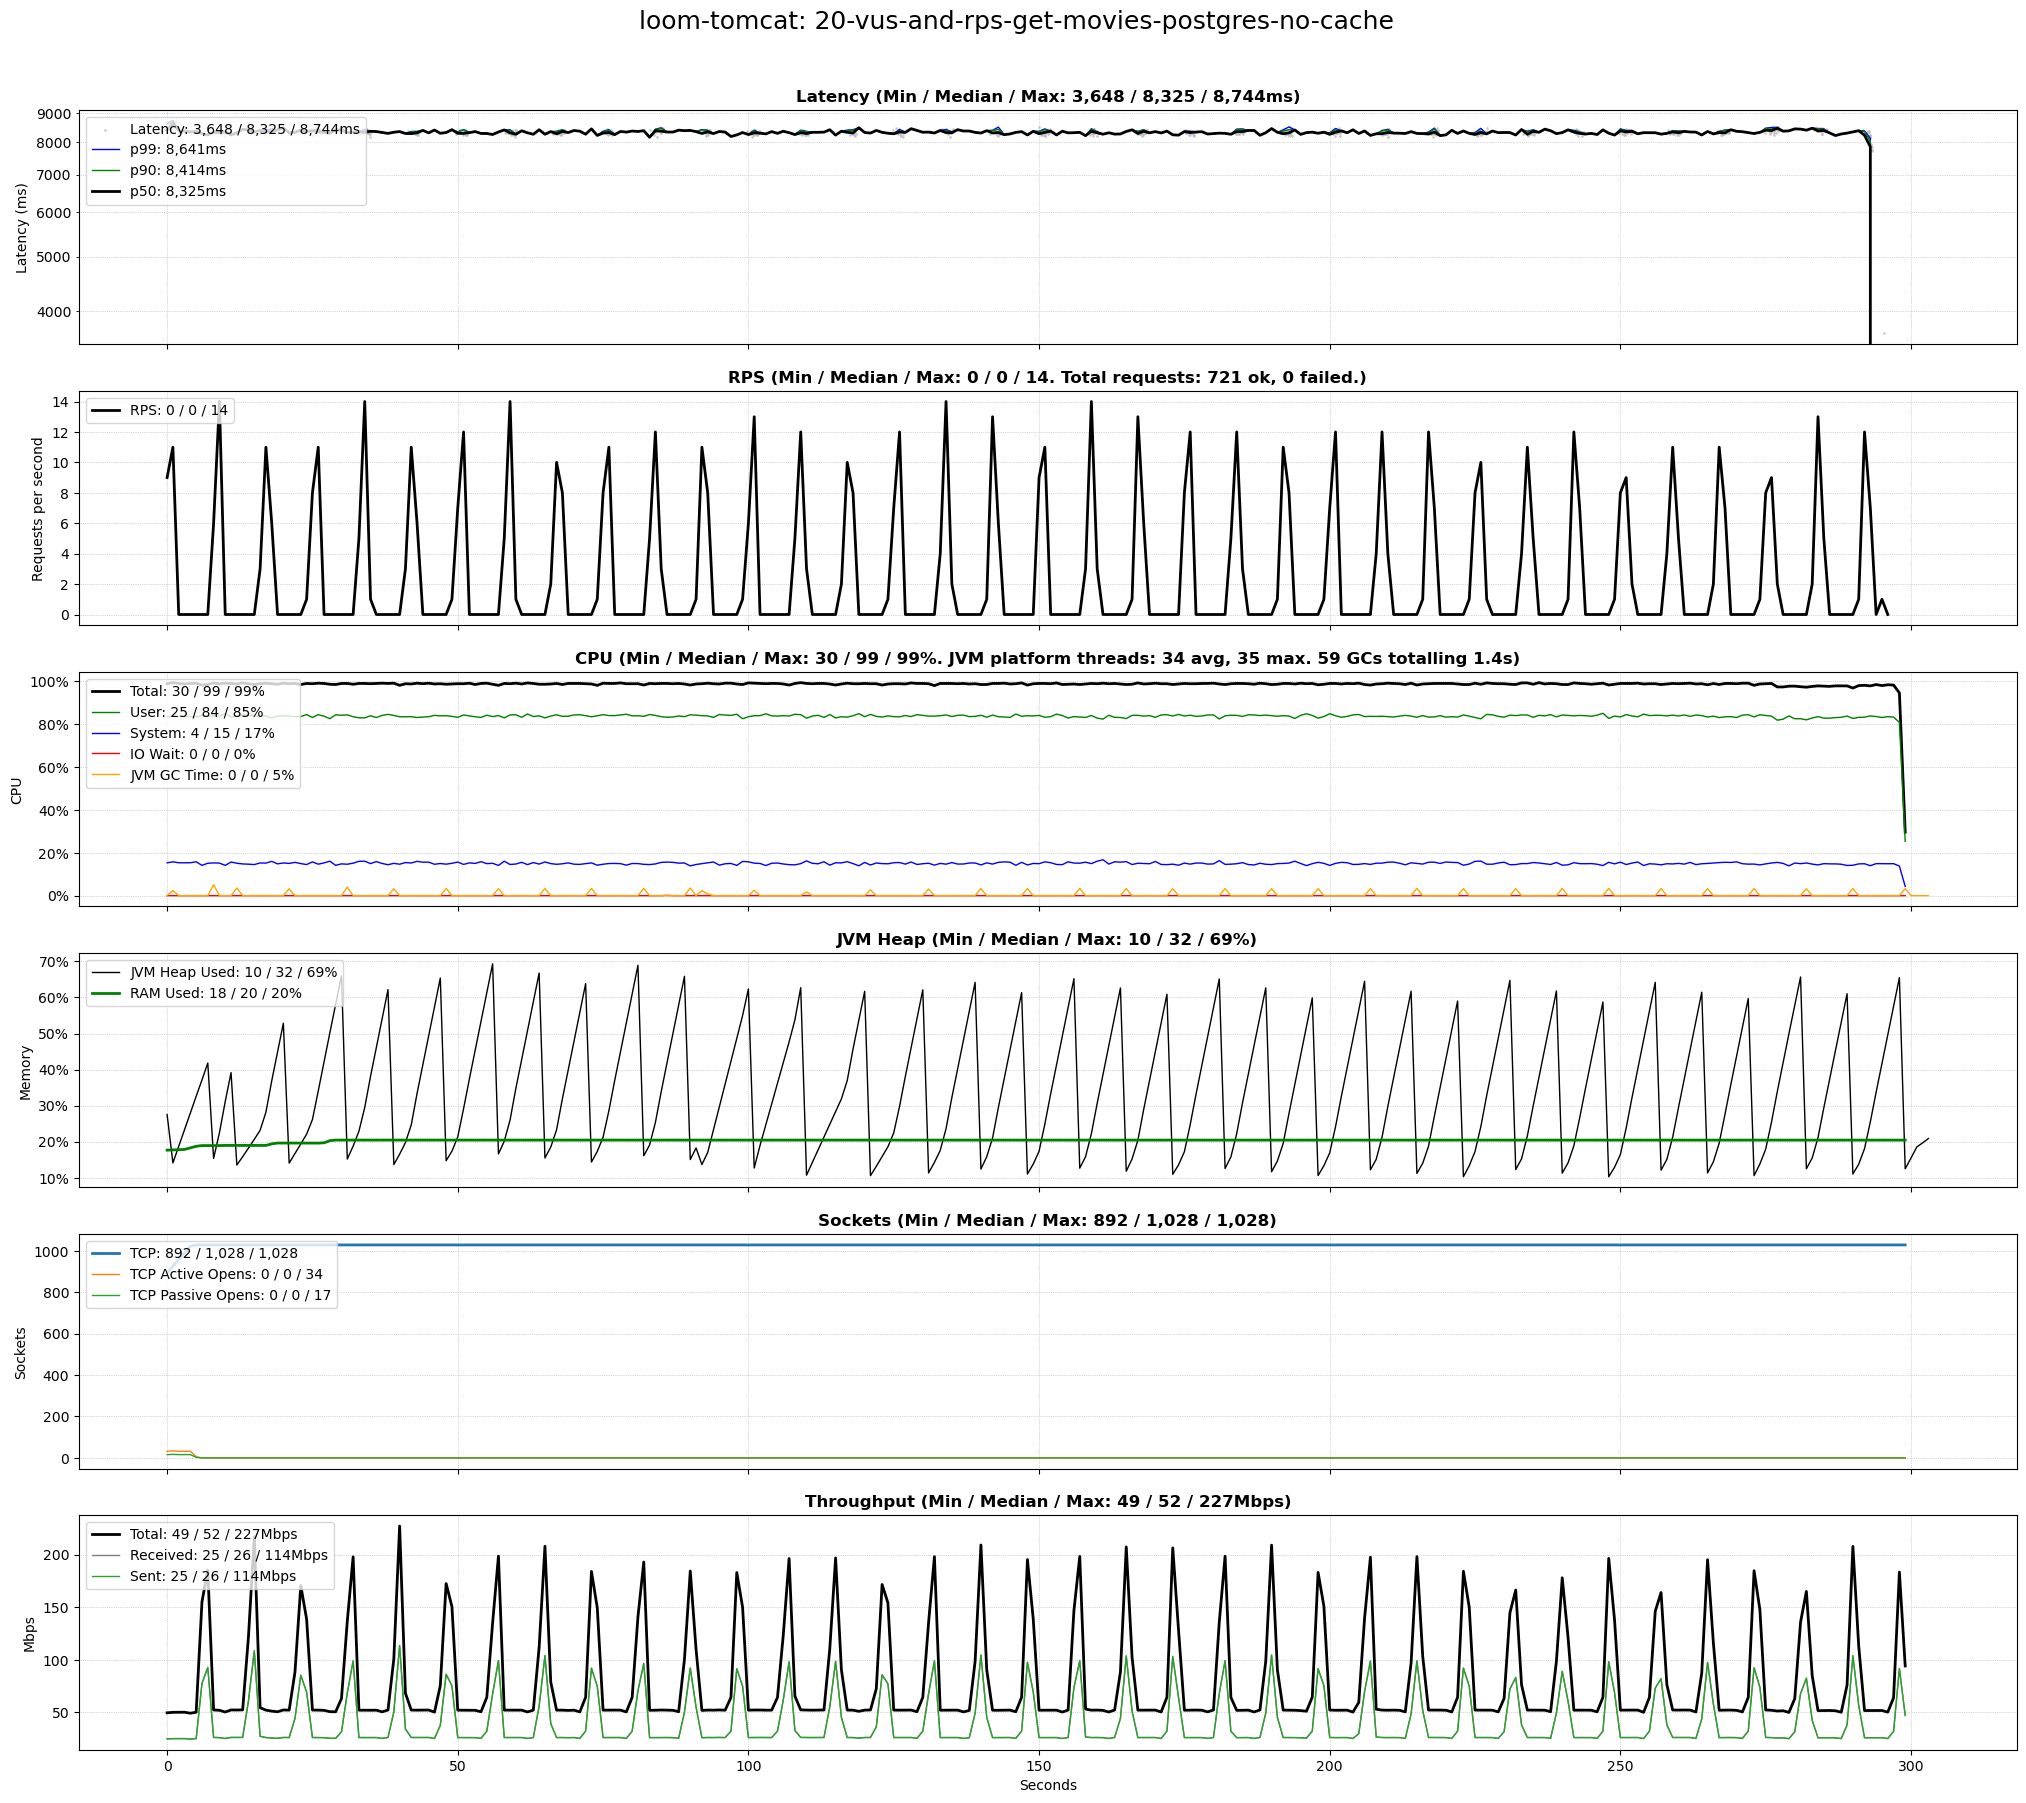 loom-tomcat: 20-vus-and-rps-get-movies-postgres-no-cache
Latency (Min / Median / Max: 3,648 / 8,325 / 8,744ms)
Latency (ms)
9000
8000
7000
6000
5000
4000
Latency: 3,648 / 8,325 / 8,744ms
p99: 8,641ms
p90: 8,414ms
p50: 8,325ms
RPS (Min / Median / Max: 0 / 0 / 14. Total requests: 721 ok, 0 failed.)
Requests per second
14
12
10
8
6
4
2
0
RPS: 0 / 0 / 14
CPU (Min / Median / Max: 30 / 99 / 99%. JVM platform threads: 34 avg, 35 max. 59 GCs totalling 1.4s)
CPU
100%
80%
60%
40%
20%
0%
Total: 30 / 99 / 99%
User: 25 / 84 / 85%
System: 4 / 15 / 17%
IO Wait: 0 / 0 / 0%
JVM GC Time: 0 / 0 / 5%
JVM Heap (Min / Median / Max: 10 / 32 / 69%)
Memory
70%
60%
50%
40%
30%
20%
10%
JVM Heap Used: 10 / 32 / 69%
RAM Used: 18 / 20 / 20%
Sockets (Min / Median / Max: 892 / 1,028 / 1,028)
Sockets
1000
800
600
400
200
0
TCP: 892 / 1,028 / 1,028
TCP Active Opens: 0 / 0 / 34
TCP Passive Opens: 0 / 0 / 17
Throughput (Min / Median / Max: 49 / 52 / 227Mbps)
Mbps
200
150
100
50
Total: 49 / 52 / 227Mbps
Received: 25 / 26 / 114Mbps
Sent: 25 / 26 / 114Mbps
0 50 100 150 200 250 300
Seconds